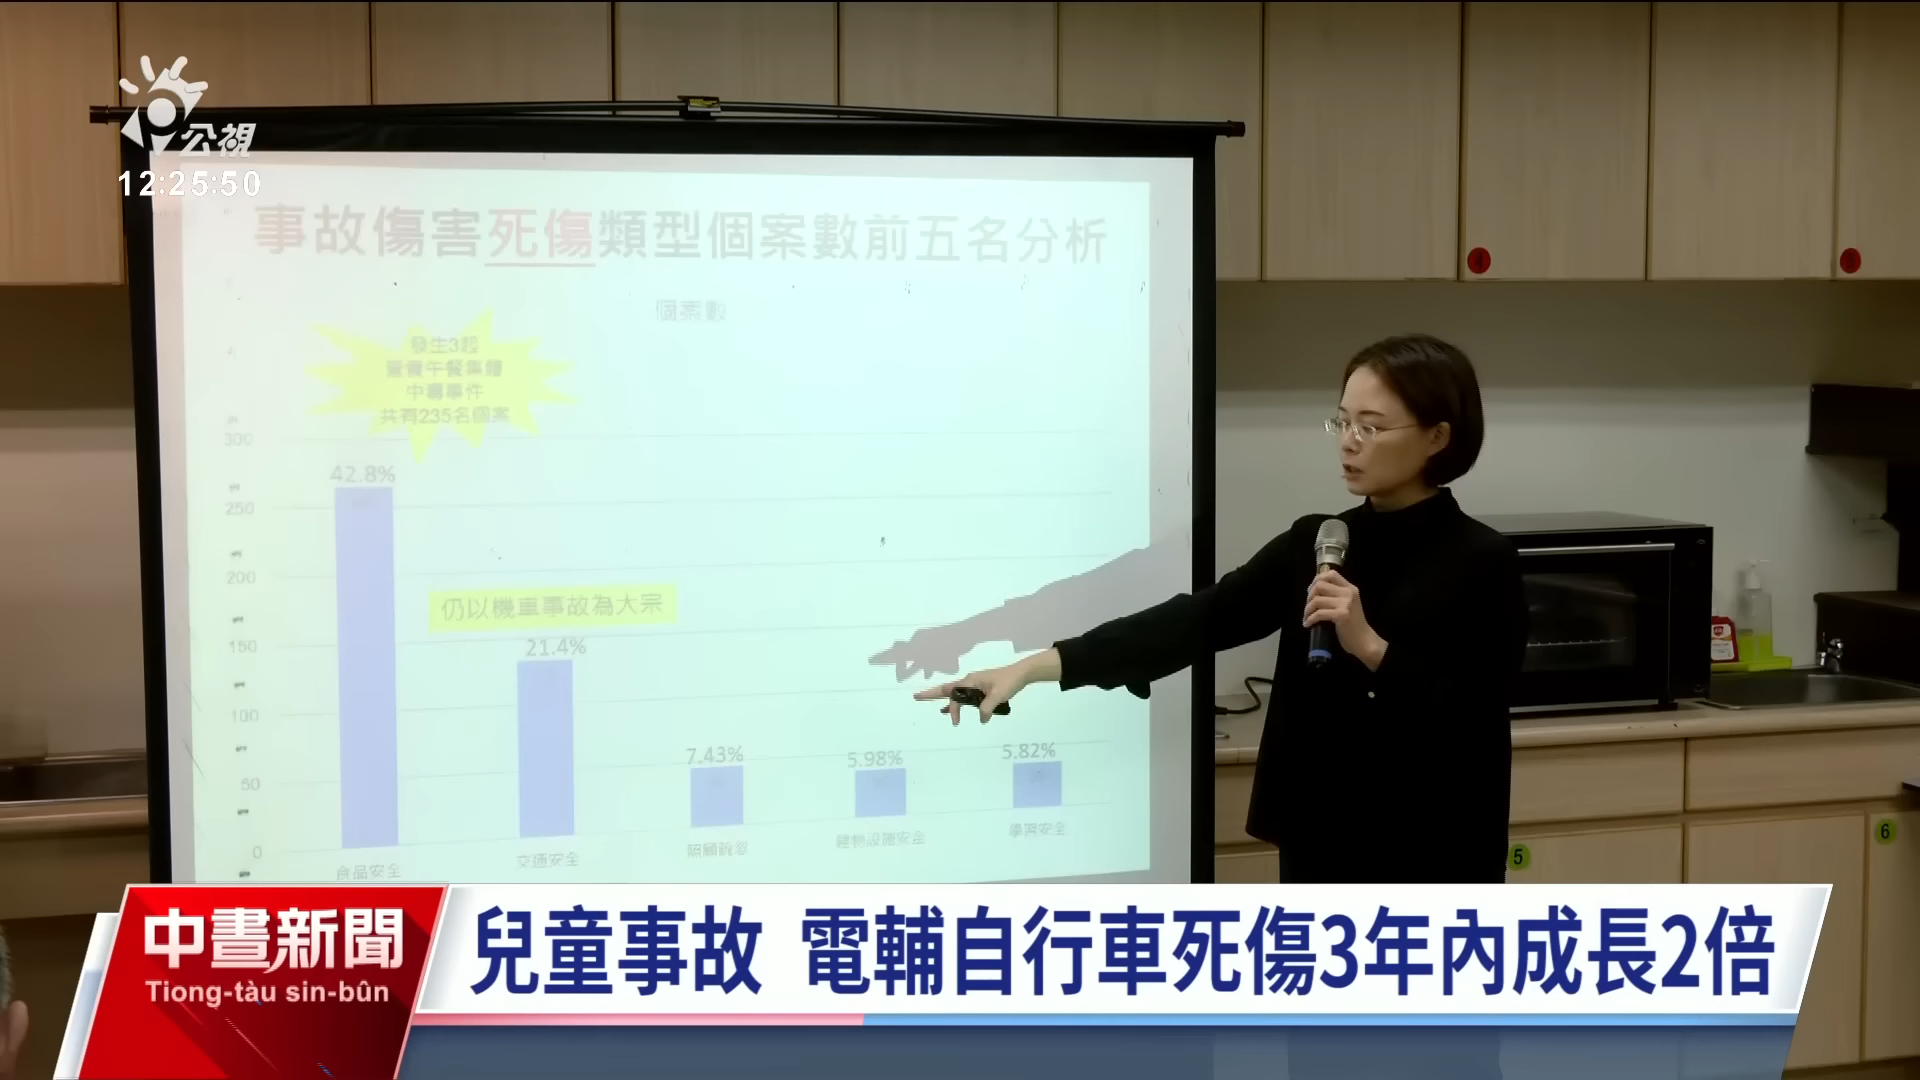 公視
12:25:50
事故傷害死傷類型個案數前五名分析
個案數
發生3起
營養午餐集體
中毒事件
共有235名個案
300
42.8%
250
200
仍以機車事故為大宗
150
21.4%
100
7.43%
5.98%
5.82%
50
0
食品安全
交通安全
照顧疏忽
建物設施安全
學習安全
5
6
中晝新聞
Tiong-tàu sin-bûn
兒童事故 電輔自行車死傷3年內成長2倍